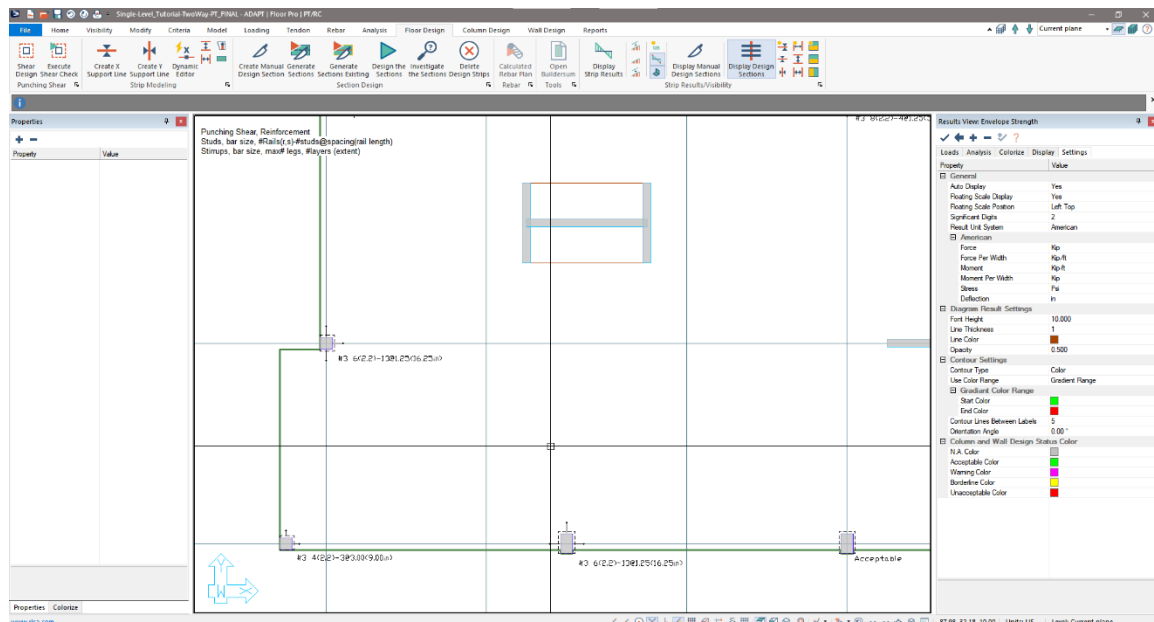 Single-Level_Tutorial-TwoWay-PT_FINAL - ADAPT | Floor Pro | PT/RC
File Home Visibility Modify Criteria Model Loading Tendon Rebar Analysis Floor Design Column Design Wall Design Reports Current plane
Shear Design Execute Shear Check Create X Support Line Create Y Support Line Dynamic Editor Create Manual Design Section Generate Sections Generate Sections Existing Design the Sections Investigate the Sections Delete Design Strips Calculated Rebar Plan Open Buildersum Display Strip Results Display Manual Design Sections Display Design Sections
Punching Shear Strip Modeling Section Design Rebar Tools Strip Results/Visibility
Properties
Property Value
Punching Shear, Reinforcement
Studs, bar size, #Rails(r,s)-#studs@spacing(rail length)
Stirrups, bar size, max# legs, #layers (extent)
#3 6(2:2)-13@1.25(16.25in)
#3 4(2:2)-3@3.00(9.00in)
#3 6(2:2)-13@1.25(16.25in)
Acceptable
Results View: Envelope Strength
Loads Analysis Colorize Display Settings
Property Value
General
Auto Display Yes
Floating Scale Display Yes
Floating Scale Position Left Top
Significant Digits 2
Result Unit System American
American
Force Kip
Force Per Width Kip/ft
Moment Kip-ft
Moment Per Width Kip
Stress Psi
Deflection in
Diagram Result Settings
Font Height 10.000
Line Thickness 1
Line Color
Opacity 0.500
Contour Settings
Contour Type Color
Use Color Range Gradient Range
Gradiant Color Range
Start Color
End Color
Contour Lines Between Labels 5
Orientation Angle 0.00 °
Column and Wall Design Status Color
N.A. Color
Acceptable Color
Warning Color
Borderline Color
Unacceptable Color
Y
W X
Properties Colorize